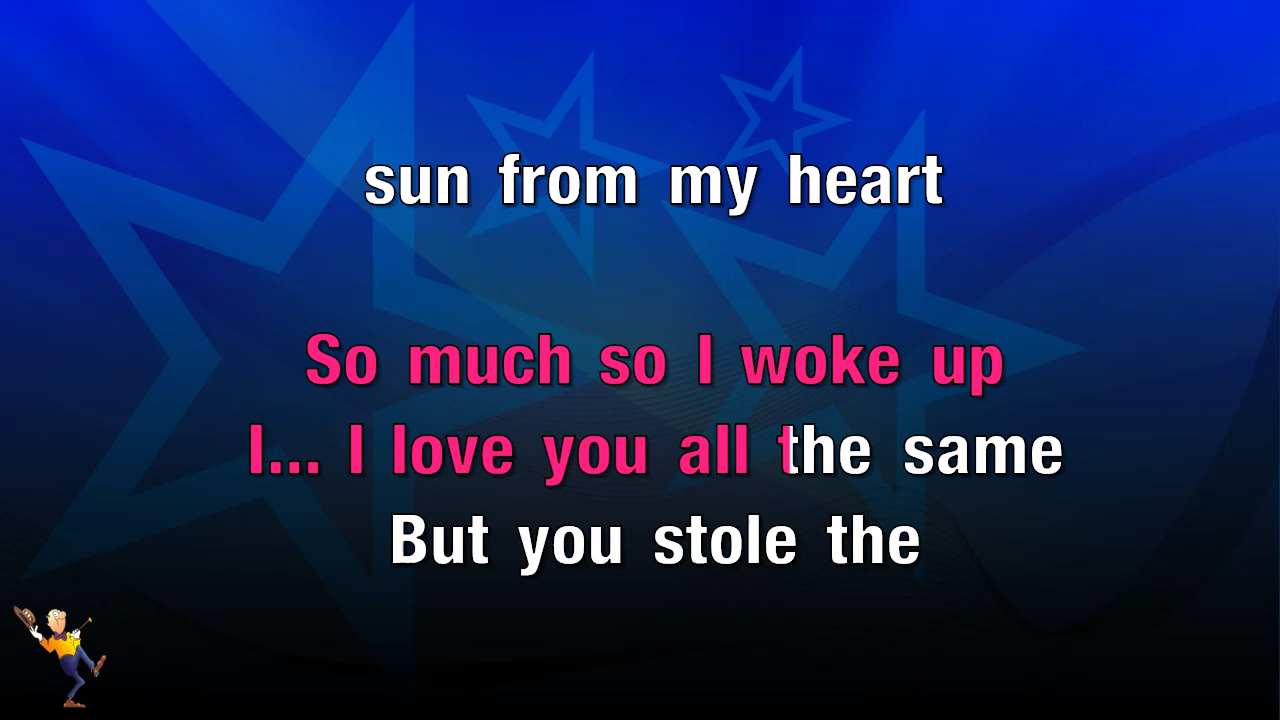 sun from my heart
So much so I woke up
I... I love you all the same
But you stole the